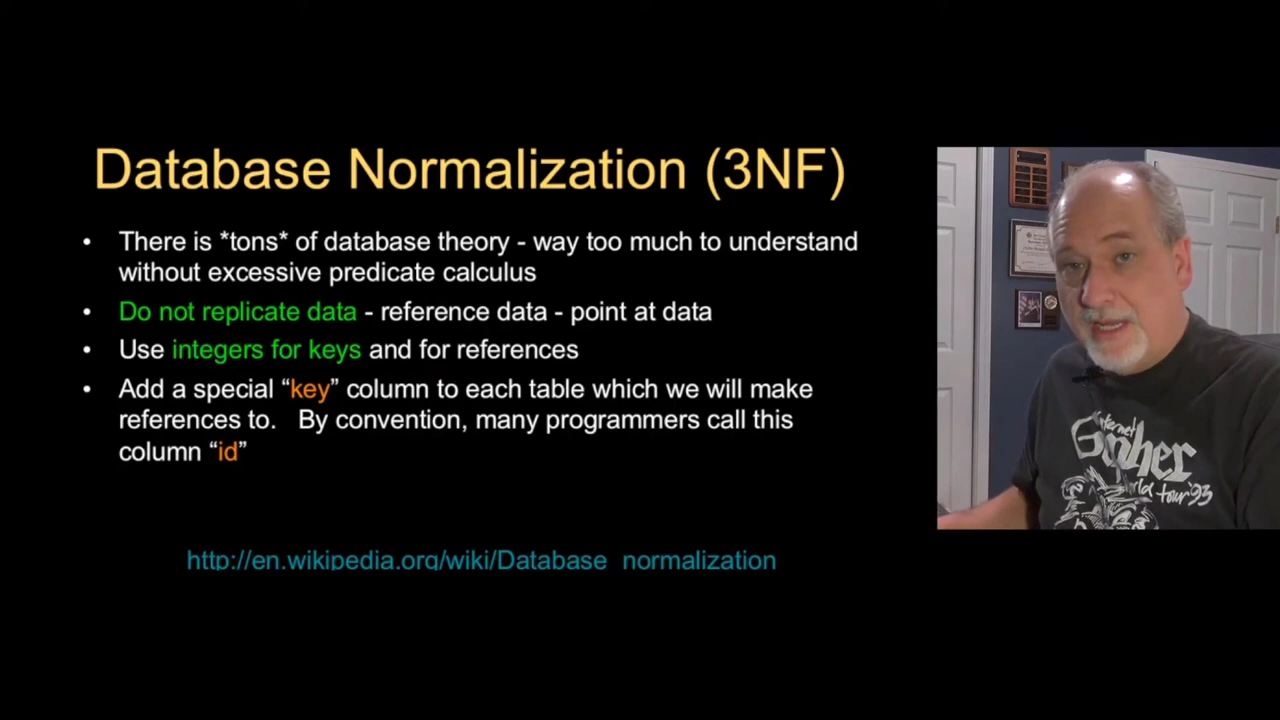 Database Normalization (3NF)
• There is *tons* of database theory - way too much to understand
without excessive predicate calculus
• Do not replicate data - reference data - point at data
• Use integers for keys and for references
• Add a special “key” column to each table which we will make
references to.   By convention, many programmers call this
column “id”
http://en.wikipedia.org/wiki/Database_normalization
internet
Gopher
world tour '93